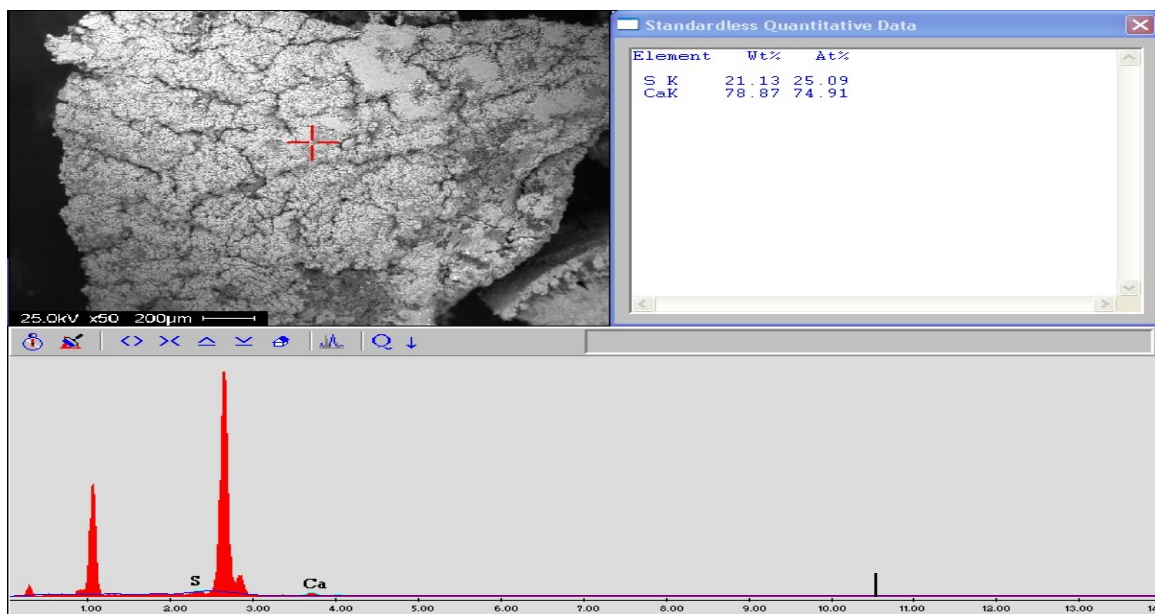 Standardless Quantitative Data
Element Wt% At%
S K 21.13 25.09
CaK 78.87 74.91
25.0kV x50 200µm
Q
S
Ca
1.00 2.00 3.00 4.00 5.00 6.00 7.00 8.00 9.00 10.00 11.00 12.00 13.00 14